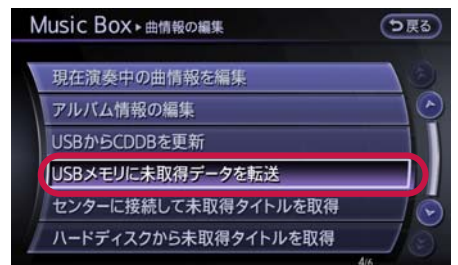 Music Box▶曲情報の編集
戻る
現在演奏中の曲情報を編集
アルバム情報の編集
USBからCDDBを更新
USBメモリに未取得データを転送
センターに接続して未取得タイトルを取得
ハードディスクから未取得タイトルを取得
4/6